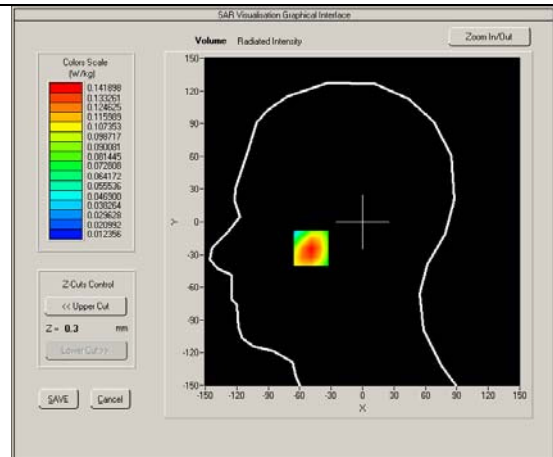 SAR Visualisation Graphical Interface
Volume Radiated Intensity
Zoom In/Out
Colors Scale
(W/kg)
0.141898
0.133261
0.124625
0.115989
0.107353
0.098717
0.090081
0.081445
0.072808
0.064172
0.055536
0.046900
0.038264
0.029628
0.020992
0.012356
Z-Cuts Control
<< Upper Cut
Z = 0.3 mm
Lower Cut >>
SAVE Cancel
150
120
90
60
30
0
-30
-60
-90
-120
-150
Y
-150 -120 -90 -60 -30 0 30 60 90 120 150
X